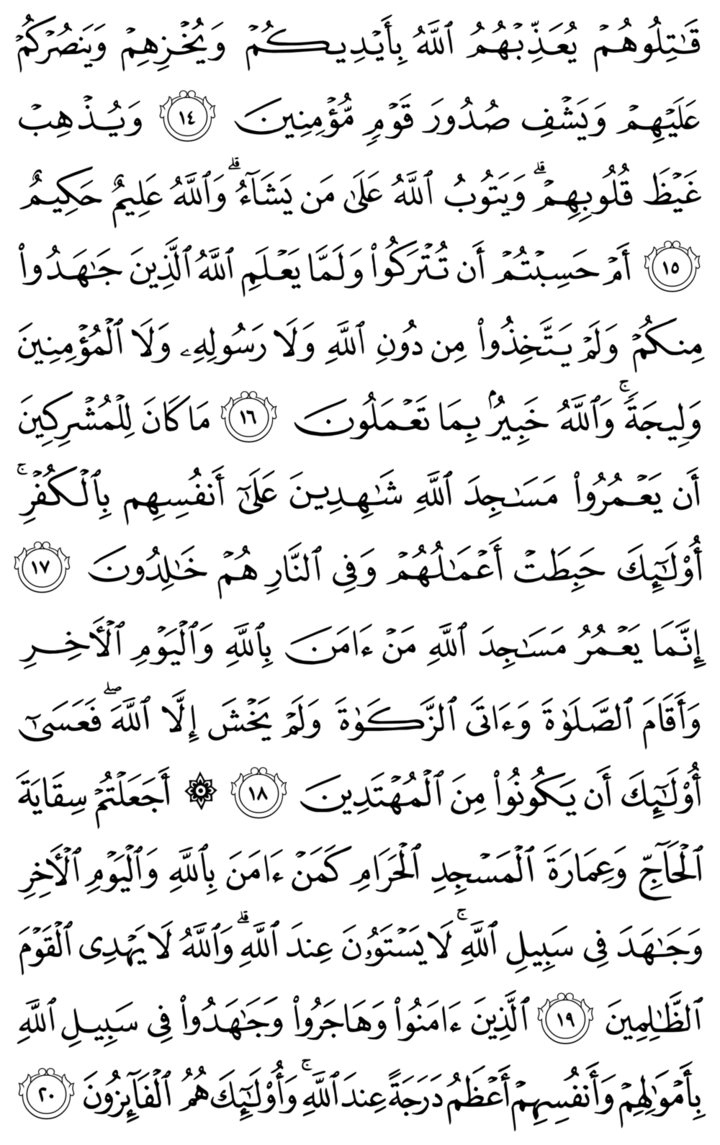 قَٰتِلُوهُمْ يُعَذِّبْهُمُ ٱللَّهُ بِأَيْدِيكُمْ وَيُخْزِهِمْ وَيَنصُرْكُمْ
عَلَيْهِمْ وَيَشْفِ صُدُورَ قَوْمٍ مُّؤْمِنِينَ ١٤ وَيُذْهِبْ
غَيْظَ قُلُوبِهِمْ ۗ وَيَتُوبُ ٱللَّهُ عَلَىٰ مَن يَشَآءُ ۗ وَٱللَّهُ عَلِيمٌ حَكِيمٌ
١٥ أَمْ حَسِبْتُمْ أَن تُتْرَكُوا۟ وَلَمَّا يَعْلَمِ ٱللَّهُ ٱلَّذِينَ جَٰهَدُوا۟
مِنكُمْ وَلَمْ يَتَّخِذُوا۟ مِن دُونِ ٱللَّهِ وَلَا رَسُولِهِۦ وَلَا ٱلْمُؤْمِنِينَ
وَلِيجَةً ۚ وَٱللَّهُ خَبِيرٌۢ بِمَا تَعْمَلُونَ ١٦ مَا كَانَ لِلْمُشْرِكِينَ
أَن يَعْمُرُوا۟ مَسَٰجِدَ ٱللَّهِ شَٰهِدِينَ عَلَىٰٓ أَنفُسِهِم بِٱلْكُفْرِ ۚ
أُو۟لَٰٓئِكَ حَبِطَتْ أَعْمَٰلُهُمْ وَفِى ٱلنَّارِ هُمْ خَٰلِدُونَ ١٧
إِنَّمَا يَعْمُرُ مَسَٰجِدَ ٱللَّهِ مَنْ ءَامَنَ بِٱللَّهِ وَٱلْيَوْمِ ٱلْـَٔاخِرِ
وَأَقَامَ ٱلصَّلَوٰةَ وَءَاتَى ٱلزَّكَوٰةَ وَلَمْ يَخْشَ إِلَّا ٱللَّهَ ۖ فَعَسَىٰٓ
أُو۟لَٰٓئِكَ أَن يَكُونُوا۟ مِنَ ٱلْمُهْتَدِينَ ١٨ ۞ أَجَعَلْتُمْ سِقَايَةَ
ٱلْحَآجِّ وَعِمَارَةَ ٱلْمَسْجِدِ ٱلْحَرَامِ كَمَنْ ءَامَنَ بِٱللَّهِ وَٱلْيَوْمِ ٱلْـَٔاخِرِ
وَجَٰهَدَ فِى سَبِيلِ ٱللَّهِ ۚ لَا يَسْتَوُۥنَ عِندَ ٱللَّهِ ۗ وَٱللَّهُ لَا يَهْدِى ٱلْقَوْمَ
ٱلظَّٰلِمِينَ ١٩ ٱلَّذِينَ ءَامَنُوا۟ وَهَاجَرُوا۟ وَجَٰهَدُوا۟ فِى سَبِيلِ ٱللَّهِ
بِأَمْوَٰلِهِمْ وَأَنفُسِهِمْ أَعْظَمُ دَرَجَةً عِندَ ٱللَّهِ ۚ وَأُو۟لَٰٓئِكَ هُمُ ٱلْفَآئِزُونَ ٢٠